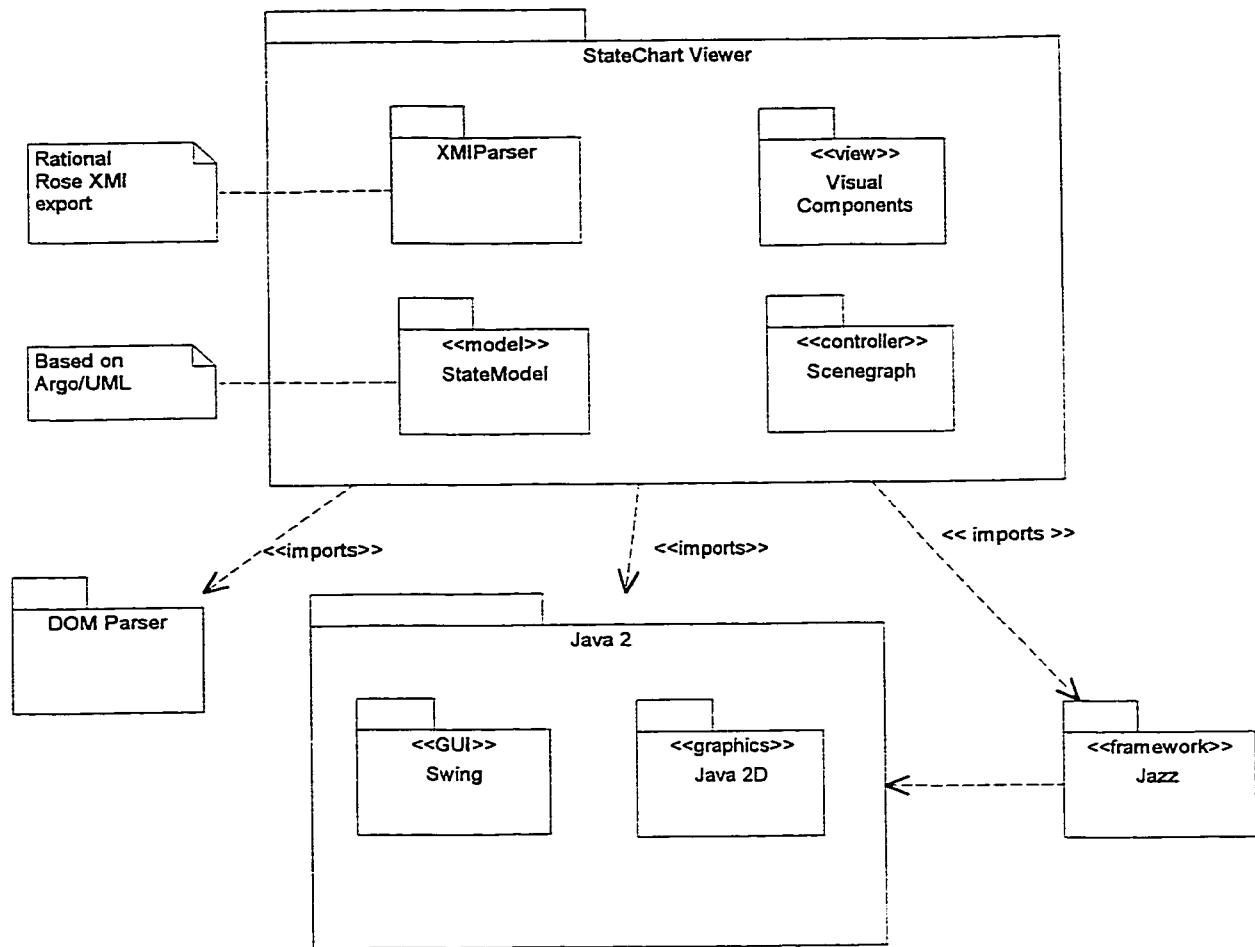 StateChart Viewer
Rational
Rose XMI
export
XMIParser
<<view>>
Visual
Components
Based on
Argo/UML
<<model>>
StateModel
<<controller>>
Scenegraph
<<imports>>
<<imports>>
<< imports >>
DOM Parser
Java 2
<<GUI>>
Swing
<<graphics>>
Java 2D
<<framework>>
Jazz